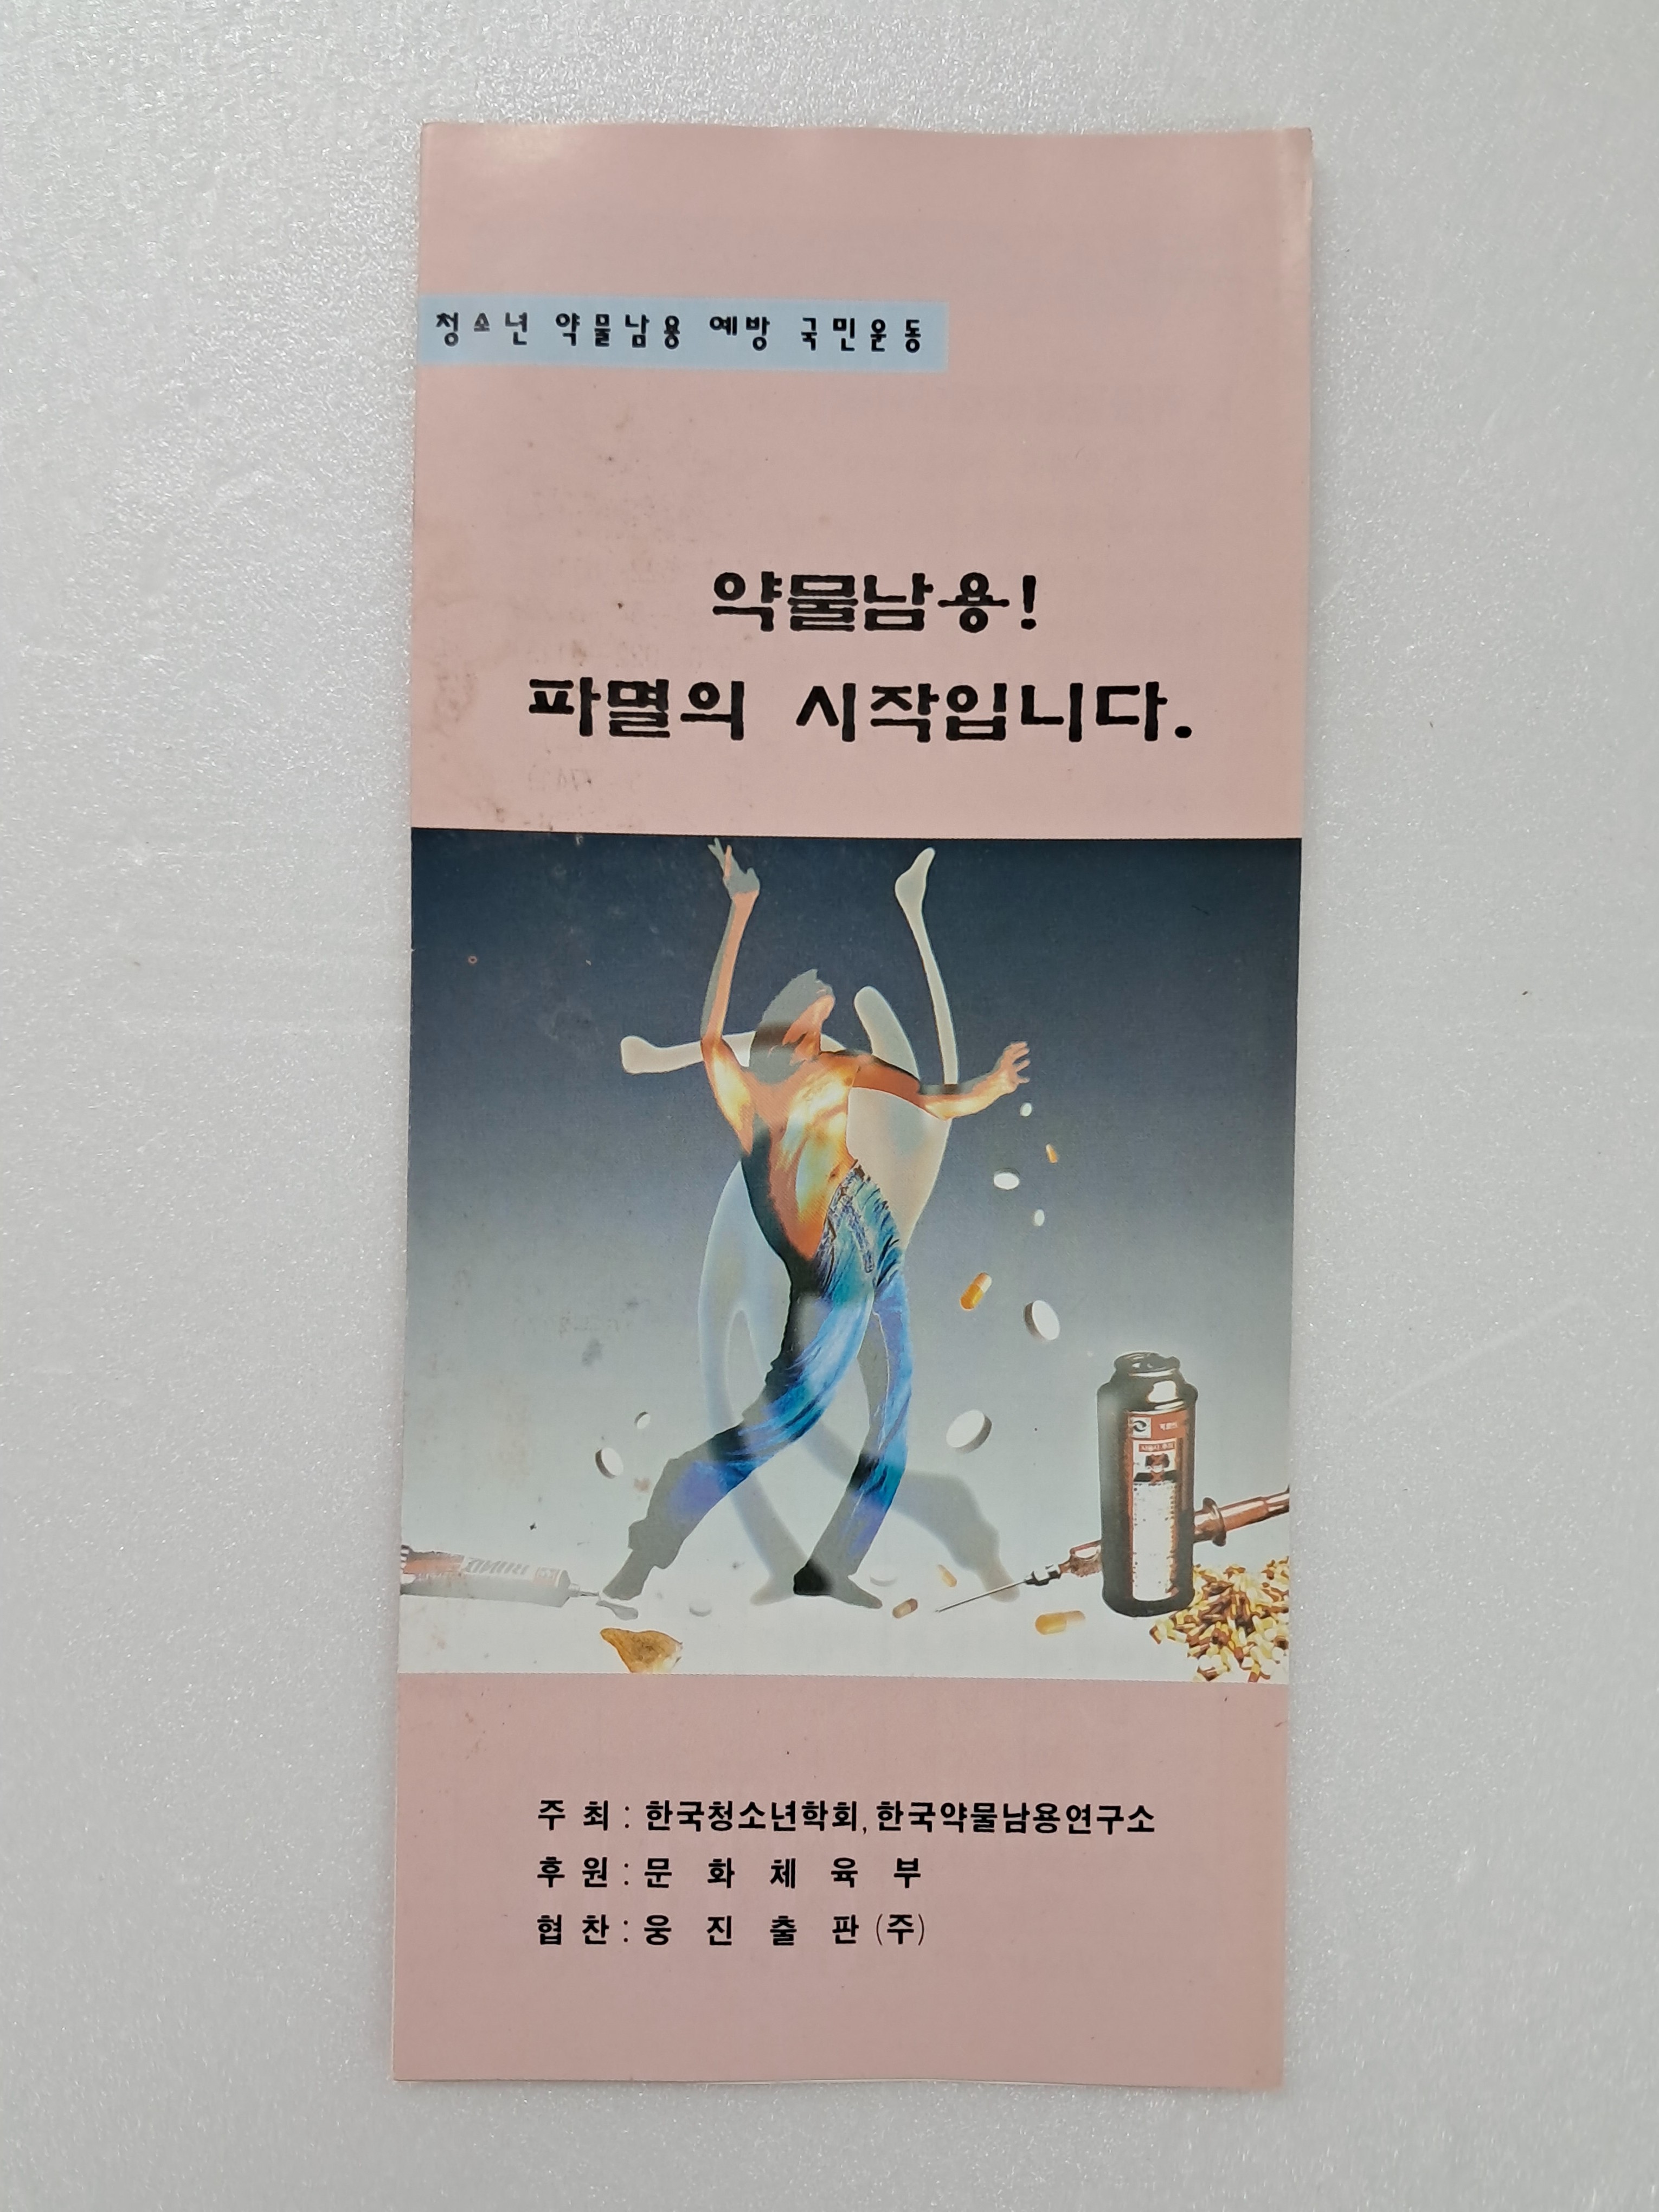 청소년 약물남용 예방 국민운동
약물남용!
파멸의 시작입니다.
주 최 : 한국청소년학회, 한국약물남용연구소
후 원 : 문 화 체 육 부
협 찬 : 웅 진 출 판 (주)